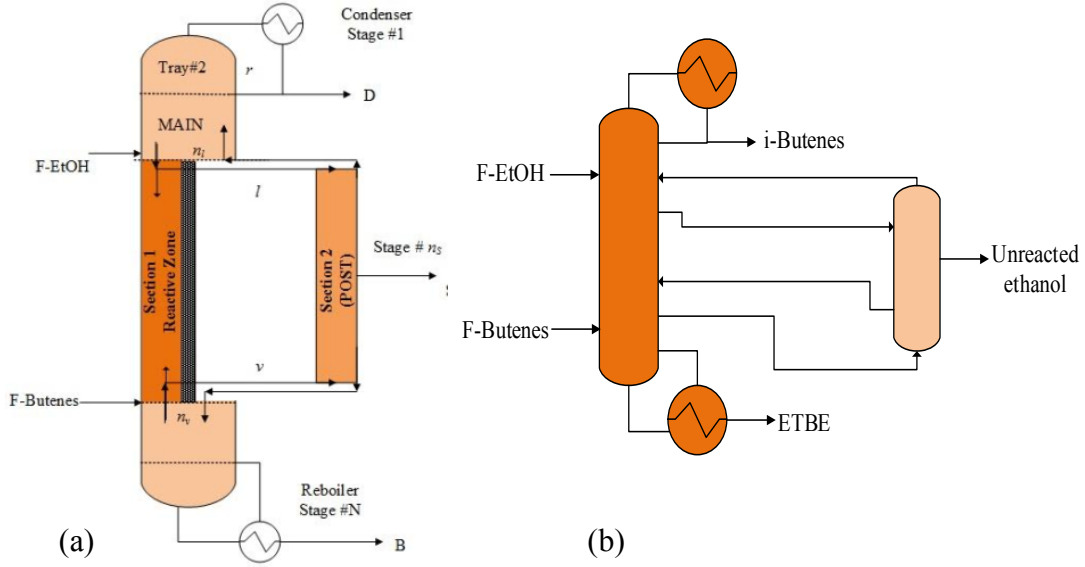 Condenser
Stage #1
Tray#2
r
D
MAIN
n_l
F-EtOH
l
Section 1
Reactive Zone
Section 2
(POST)
Stage # n_S
v
F-Butenes
n_v
Reboiler
Stage #N
B
(a)
i-Butenes
F-EtOH
Unreacted
ethanol
F-Butenes
ETBE
(b)